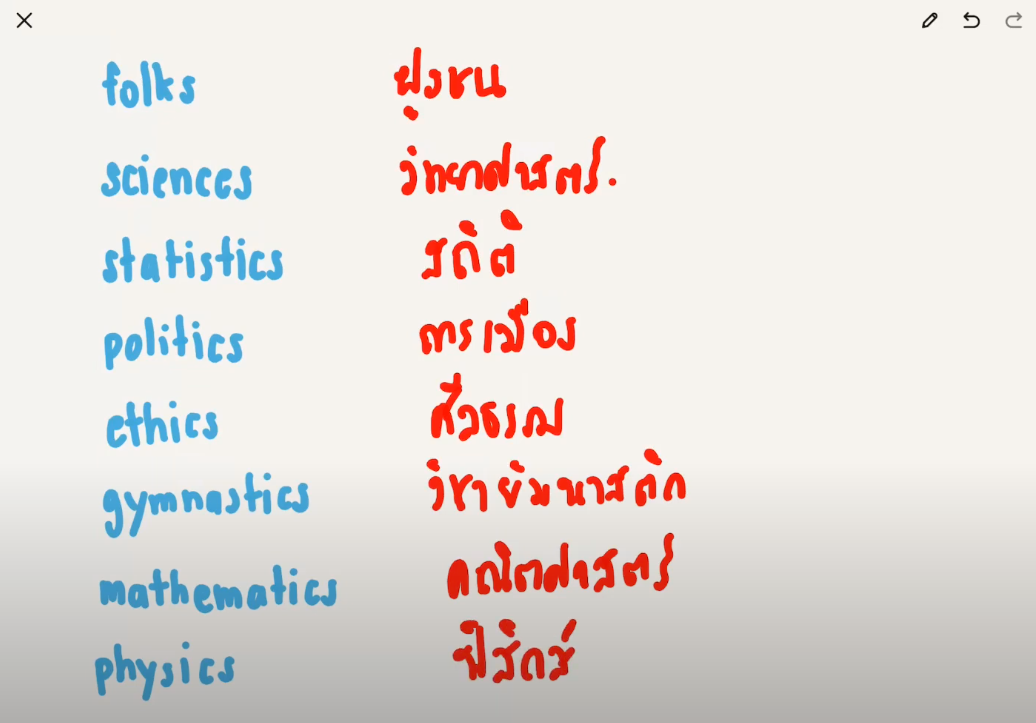 folks ฝูงชน
sciences วิทยาศาสตร์.
statistics สถิติ
politics การเมือง
ethics ศีวธรรม
gymnastics วิชายิมนาสติก
mathematics คณิตศาสตร์
physics ฟิสิกส์